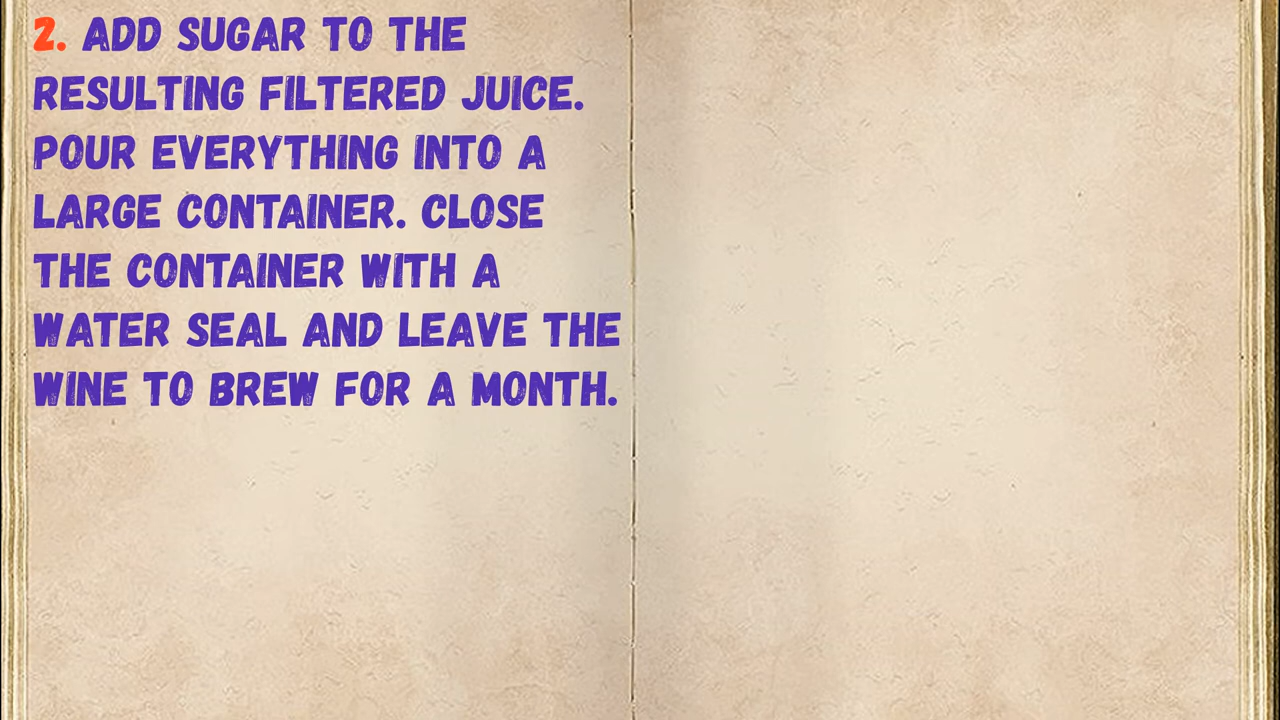 2. ADD SUGAR TO THE
RESULTING FILTERED JUICE.
POUR EVERYTHING INTO A
LARGE CONTAINER. CLOSE
THE CONTAINER WITH A
WATER SEAL AND LEAVE THE
WINE TO BREW FOR A MONTH.